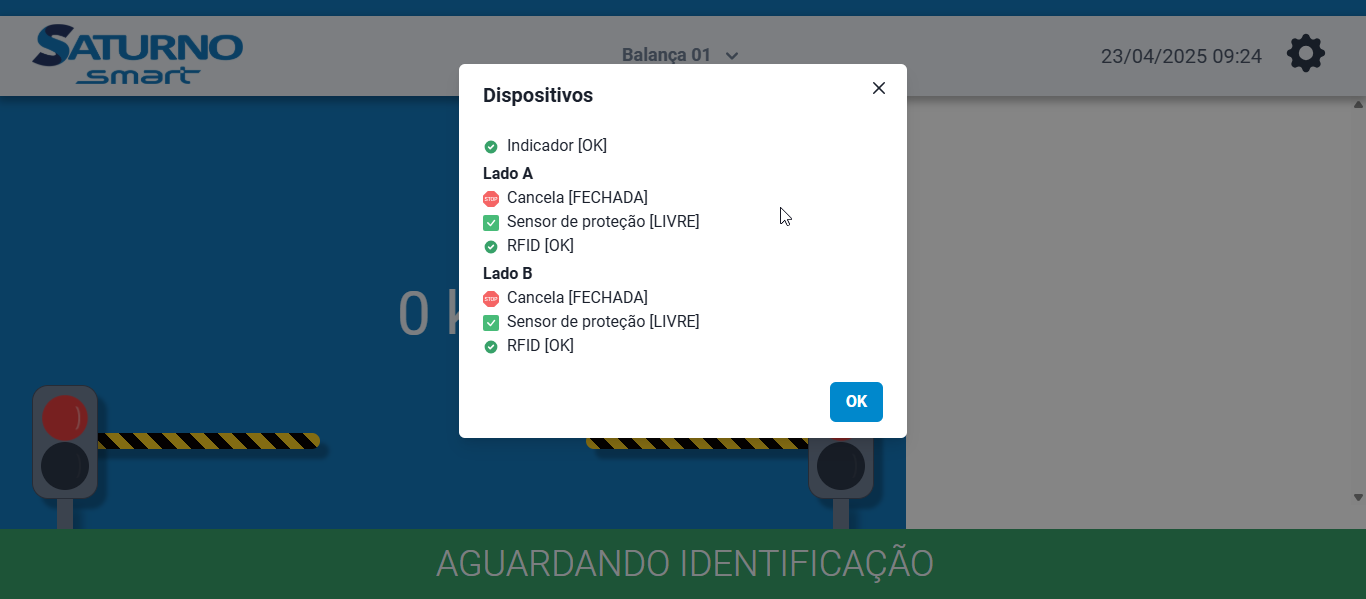 SATURNO
smart
Balança 01
23/04/2025 09:24
Dispositivos
Indicador [OK]
Lado A
STOP Cancela [FECHADA]
Sensor de proteção [LIVRE]
RFID [OK]
Lado B
STOP Cancela [FECHADA]
Sensor de proteção [LIVRE]
RFID [OK]
0
OK
AGUARDANDO IDENTIFICAÇÃO